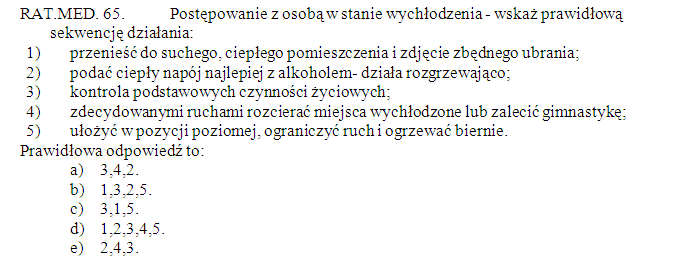 RAT.MED. 65. Postępowanie z osobą w stanie wychłodzenia - wskaż prawidłową
sekwencję działania:
1) przenieść do suchego, ciepłego pomieszczenia i zdjęcie zbędnego ubrania;
2) podać ciepły napój najlepiej z alkoholem- działa rozgrzewająco;
3) kontrola podstawowych czynności życiowych;
4) zdecydowanymi ruchami rozcierać miejsca wychłodzone lub zalecić gimnastykę;
5) ułożyć w pozycji poziomej, ograniczyć ruch i ogrzewać biernie.
Prawidłowa odpowiedź to:
a) 3,4,2.
b) 1,3,2,5.
c) 3,1,5.
d) 1,2,3,4,5.
e) 2,4,3.